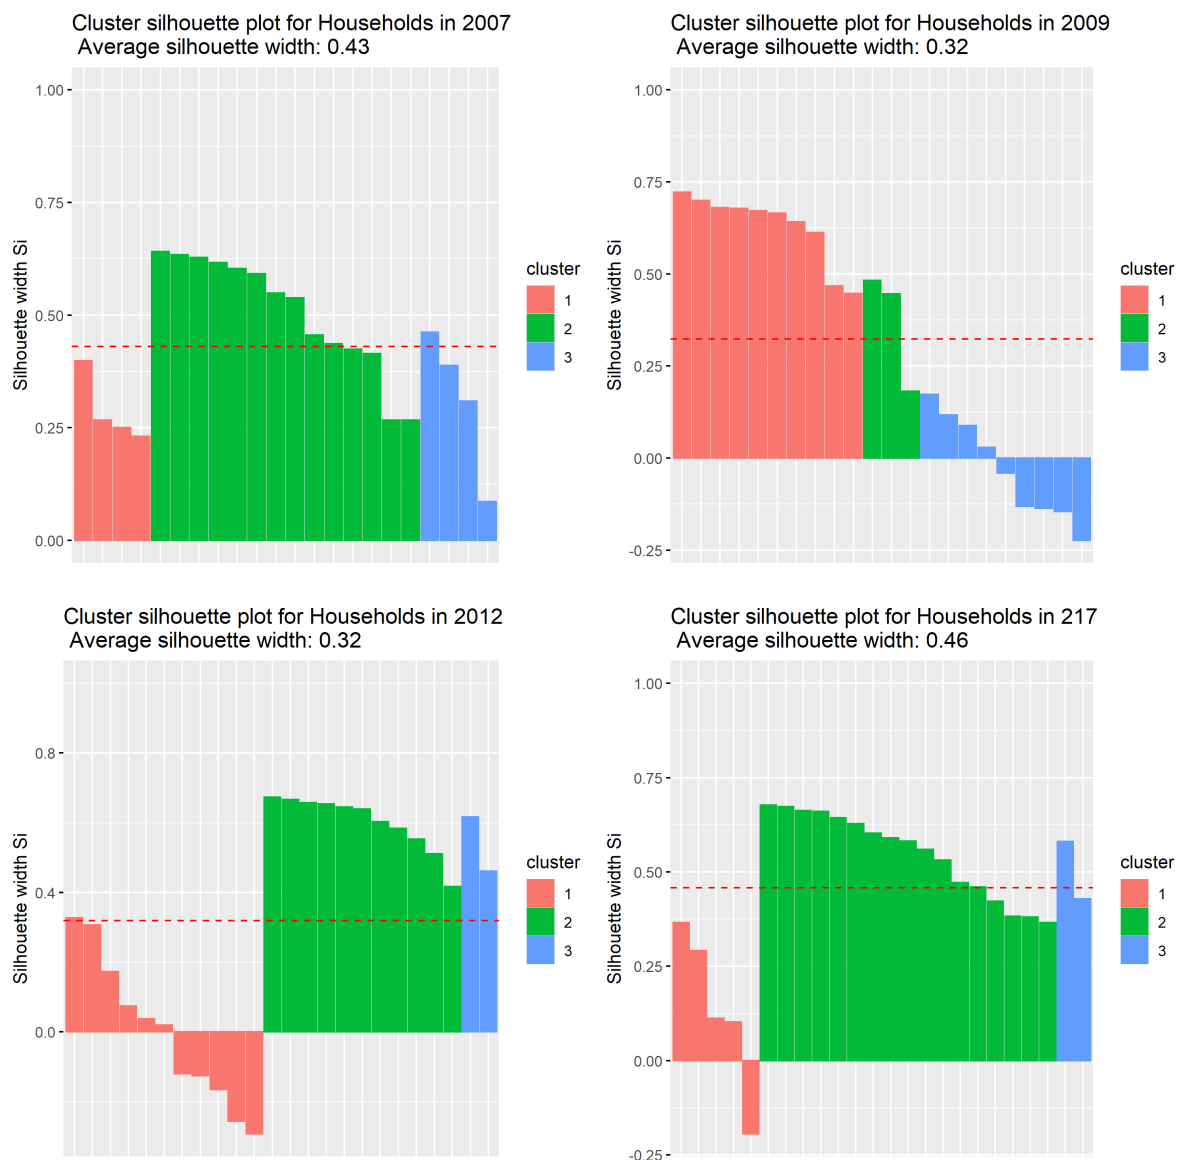 Cluster silhouette plot for Households in 2007
Average silhouette width: 0.43
1.00
0.75
0.50
0.25
0.00
Silhouette width Si
cluster
1
2
3
Cluster silhouette plot for Households in 2009
Average silhouette width: 0.32
1.00
0.75
0.50
0.25
0.00
-0.25
Silhouette width Si
cluster
1
2
3
Cluster silhouette plot for Households in 2012
Average silhouette width: 0.32
0.8
0.4
0.0
Silhouette width Si
cluster
1
2
3
Cluster silhouette plot for Households in 217
Average silhouette width: 0.46
1.00
0.75
0.50
0.25
0.00
-0.25
Silhouette width Si
cluster
1
2
3